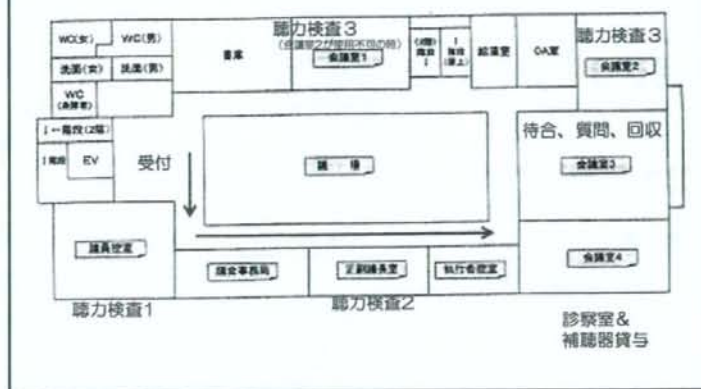 聴力検査3
(会議室2が使用不可の時)
会議室1
WC(女)
WC(男)
洗面(女)
洗面(男)
WC
(身障者)
書庫
階段
給湯室
OA室
聴力検査3
会議室2
階段(2階)
階段
EV
受付
議場
待合、質問、回収
会議室3
議員控室
議会事務局
正副議長室
執行者控室
会議室4
聴力検査1
聴力検査2
診察室&
補聴器貸与